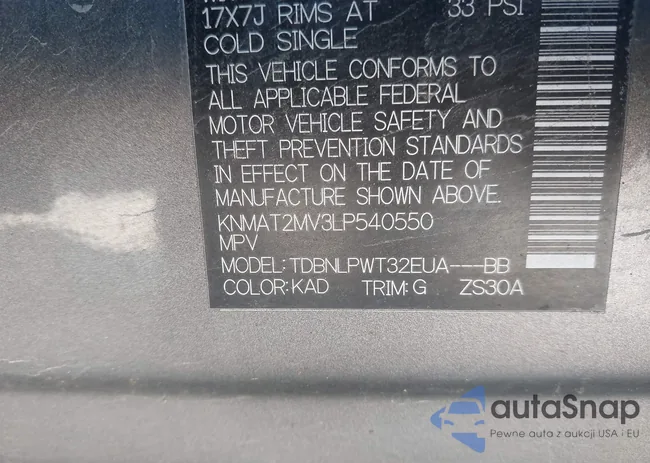 17X7J RIMS AT 33 PSI
COLD SINGLE
THIS VEHICLE CONFORMS TO
ALL APPLICABLE FEDERAL
MOTOR VEHICLE SAFETY AND
THEFT PREVENTION STANDARDS
IN EFFECT ON THE DATE OF
MANUFACTURE SHOWN ABOVE.
KNMAT2MV3LP540550
MPV
MODEL: TDBNLPWT32EUA---BB
COLOR: KAD TRIM: G ZS30A
autaSnap
Pewne auta z aukcji USA i EU